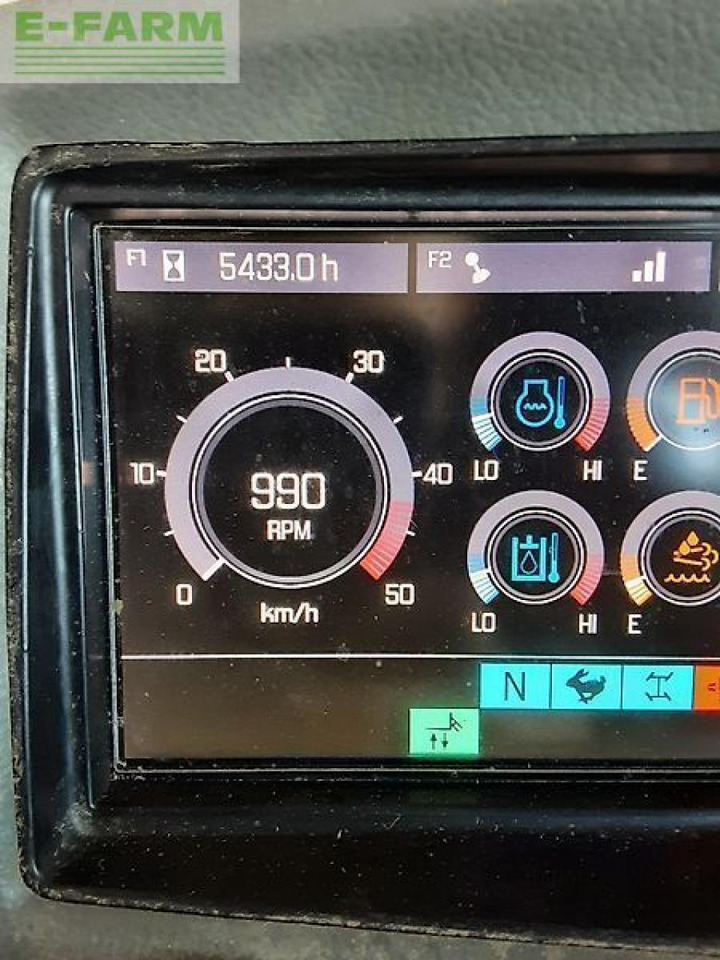 E-FARM
F1 5433.0 h F2
20 30
10 40
990
RPM
0 50
km/h
LO HI E
LO HI E
N